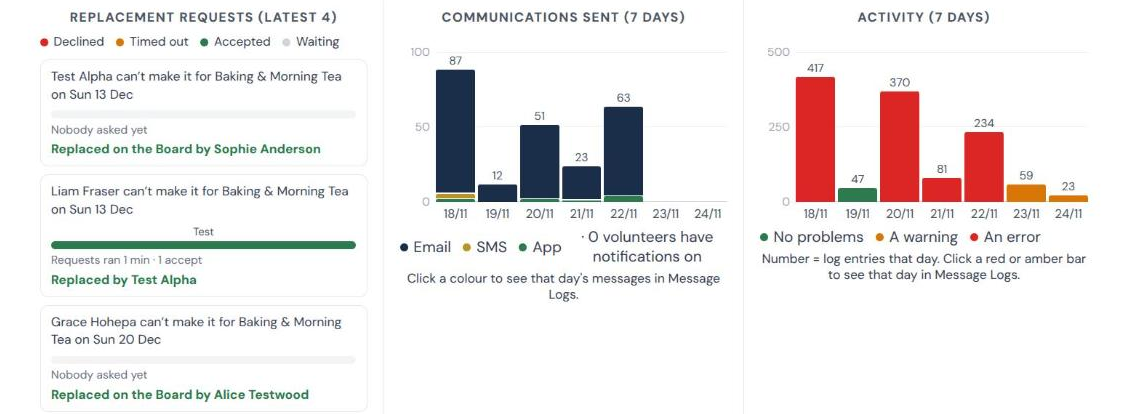 REPLACEMENT REQUESTS (LATEST 4)
Declined Timed out Accepted Waiting
Test Alpha can't make it for Baking & Morning Tea
on Sun 13 Dec
Nobody asked yet
Replaced on the Board by Sophie Anderson
Liam Fraser can't make it for Baking & Morning Tea
on Sun 13 Dec
Test
Requests ran 1 min · 1 accept
Replaced by Test Alpha
Grace Hohepa can't make it for Baking & Morning
Tea on Sun 20 Dec
Nobody asked yet
Replaced on the Board by Alice Testwood
COMMUNICATIONS SENT (7 DAYS)
100
50
0
87
12
51
23
63
18/11 19/11 20/11 21/11 22/11 23/11 24/11
Email SMS App
· 0 volunteers have
notifications on
Click a colour to see that day's messages in Message
Logs.
ACTIVITY (7 DAYS)
500
250
0
417
47
370
81
234
59
23
18/11 19/11 20/11 21/11 22/11 23/11 24/11
No problems A warning An error
Number = log entries that day. Click a red or amber bar
to see that day in Message Logs.